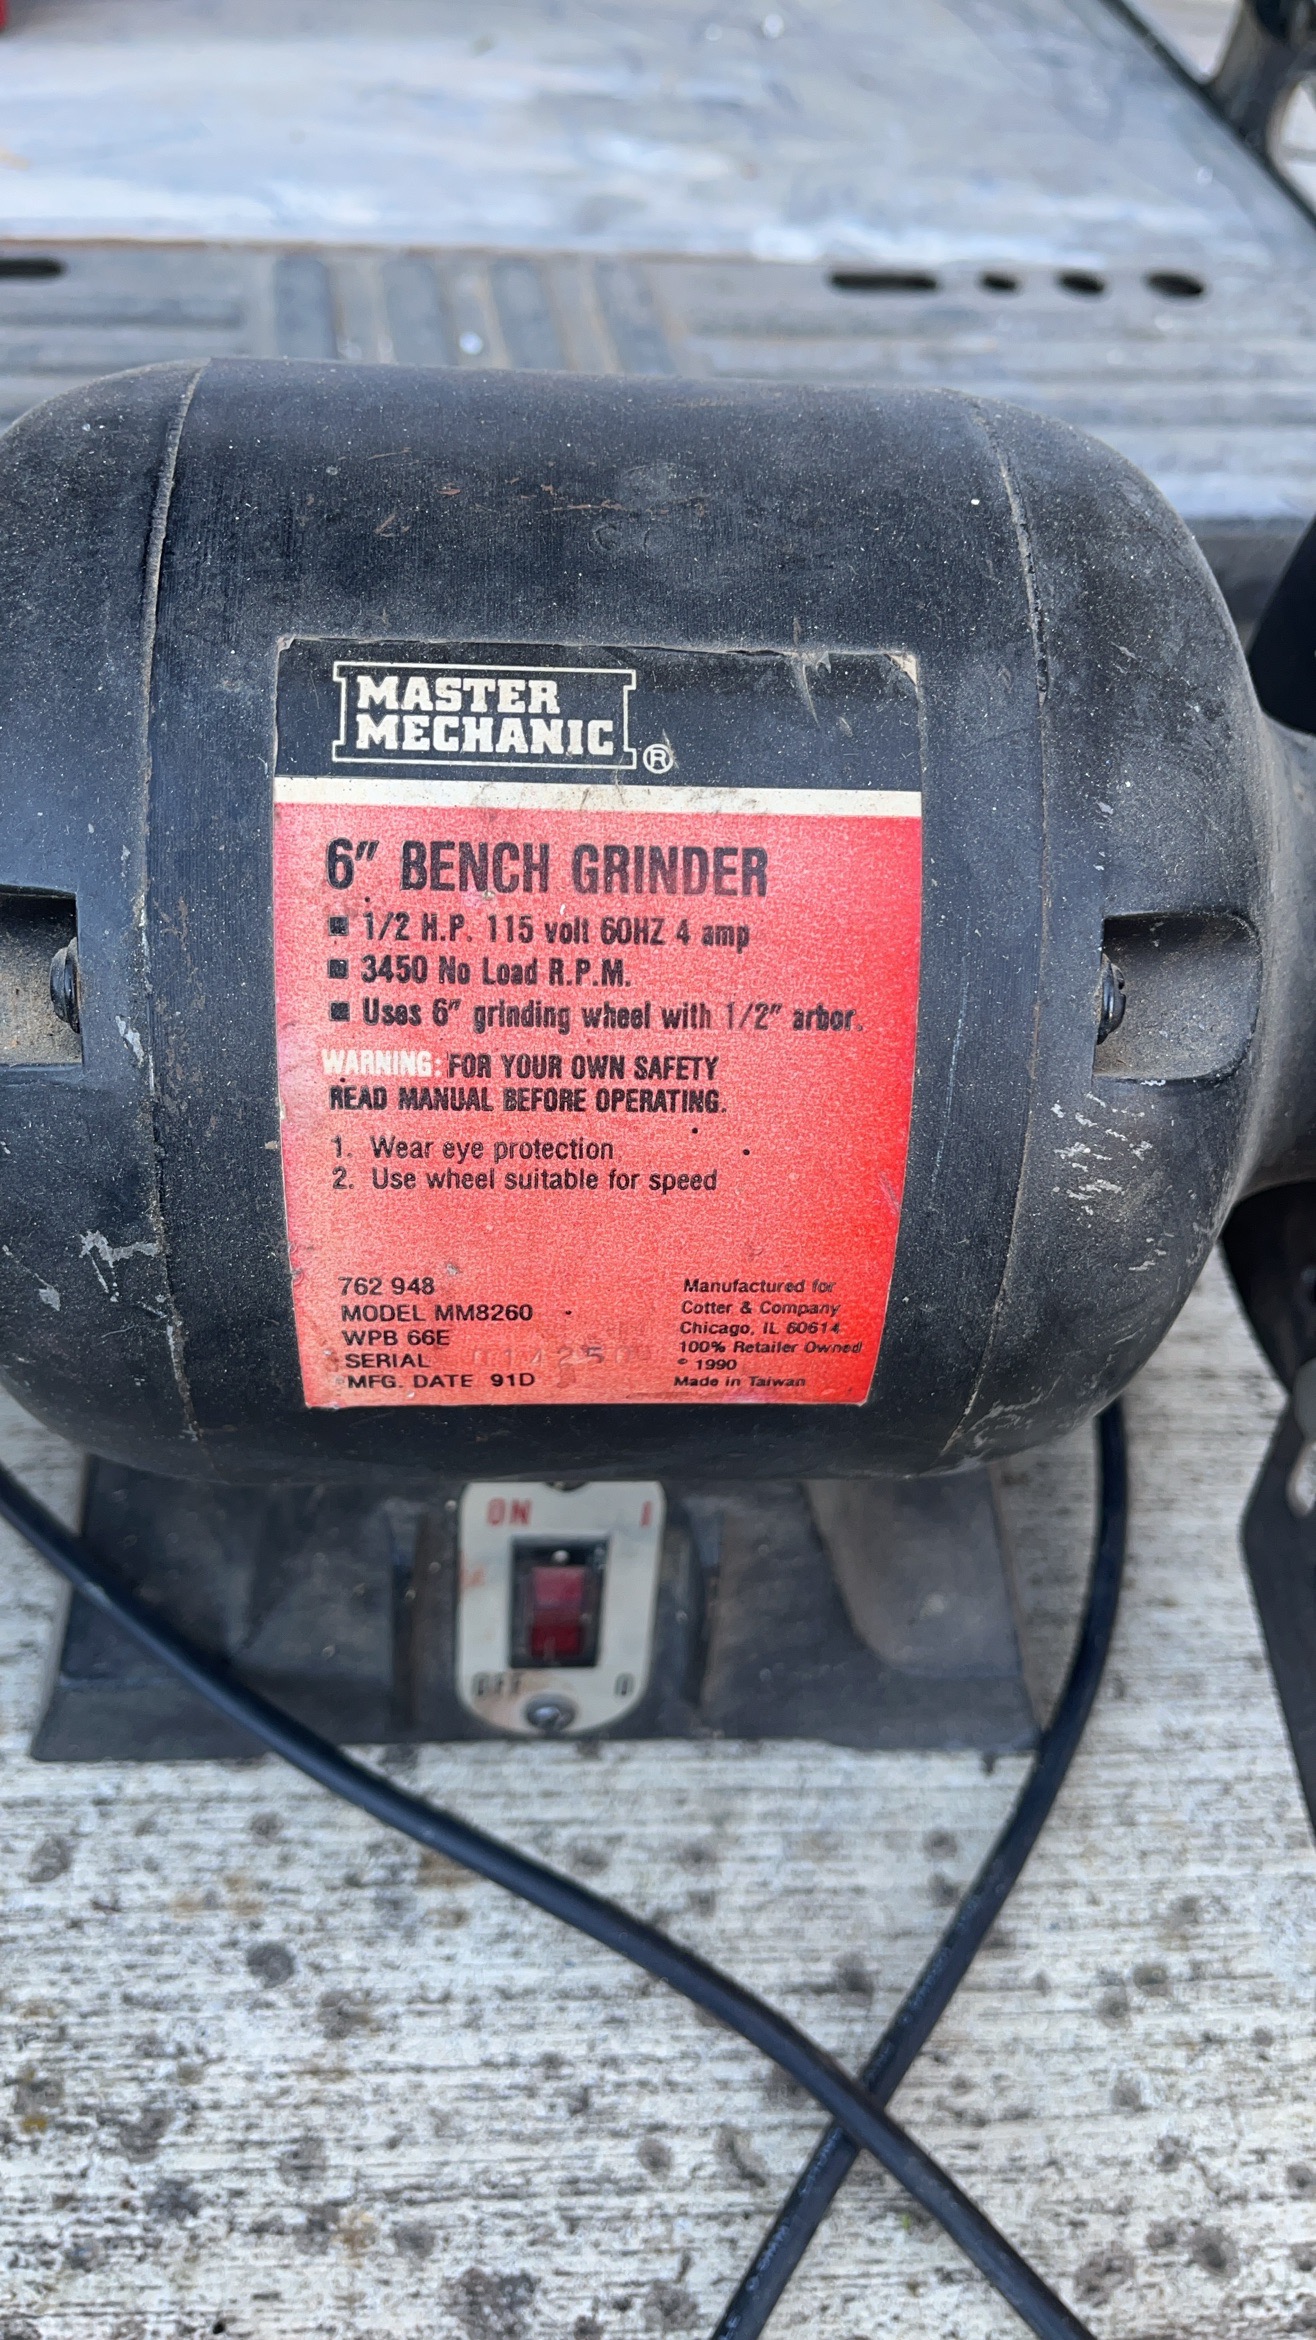 MASTER
MECHANIC ®
6" BENCH GRINDER
■ 1/2 H.P. 115 volt 60HZ 4 amp
■ 3450 No Load R.P.M.
■ Uses 6" grinding wheel with 1/2" arbor.
WARNING: FOR YOUR OWN SAFETY
READ MANUAL BEFORE OPERATING.
1. Wear eye protection
2. Use wheel suitable for speed
762 948
MODEL MM8260
WPB 66E
SERIAL
MFG. DATE 91D
Manufactured for
Cotter & Company
Chicago, IL 60614
100% Retailer Owned
© 1990
Made in Taiwan
ON I
OFF O